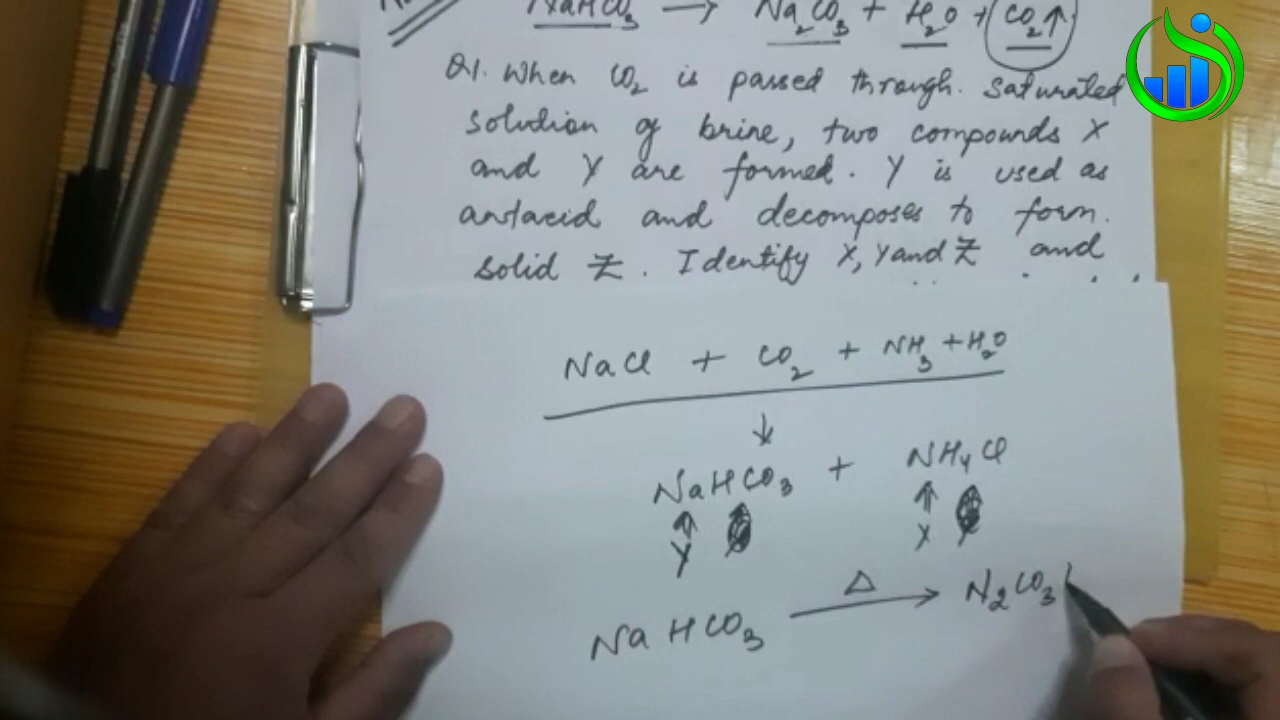 NaHCO3 → Na2CO3 + H2O + CO2↑
Q1. When CO2 is passed through. saturated
solution of brine, two compounds X
and Y are formed. Y is used as
antacid and decomposes to form.
solid Z. Identify X, Y and Z and
NaCl + CO2 + NH3 + H2O
↓
NaHCO3 + NH4Cl
Y X
NaHCO3 Δ→ N2CO3